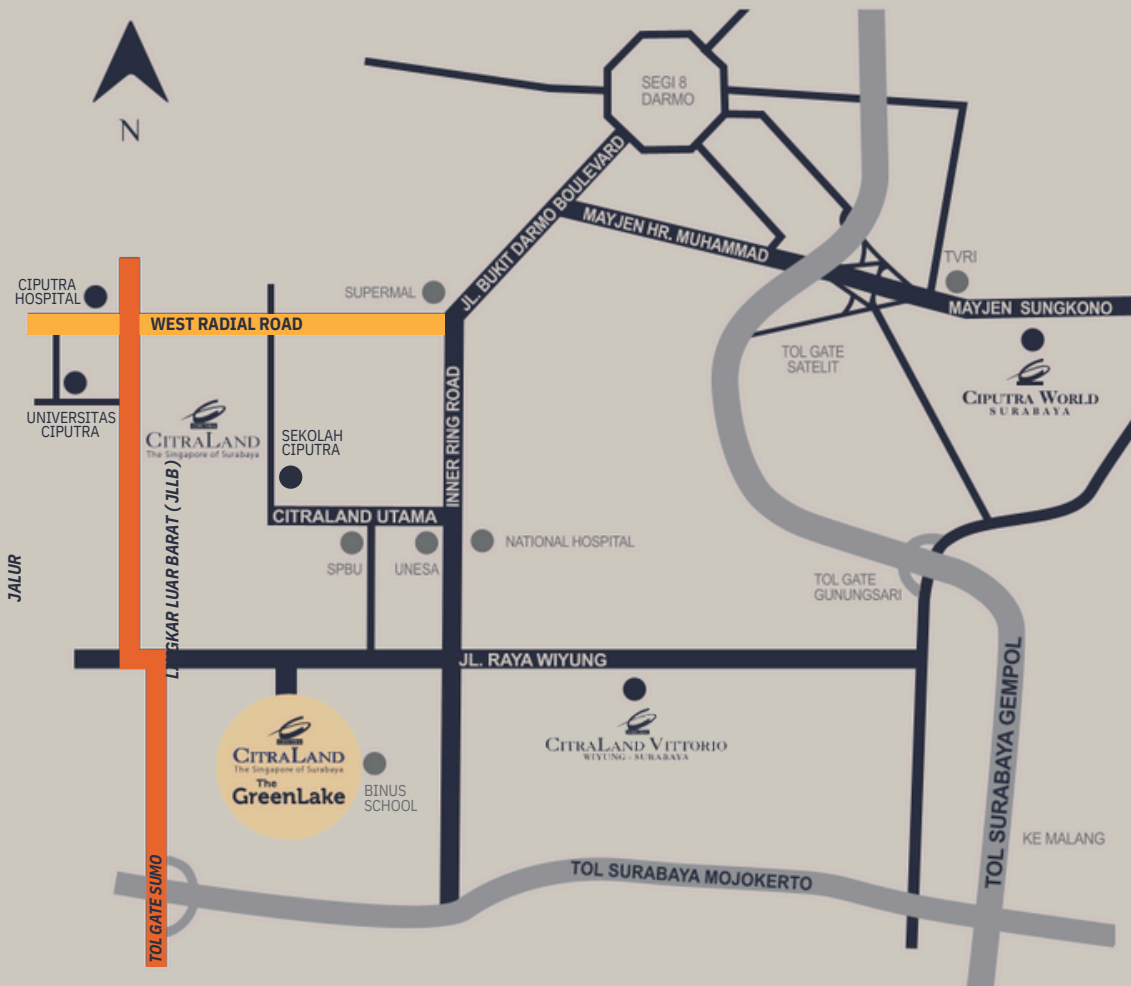 SEGI 8
DARMO
N
JL. BUKIT DARMO BOULEVARD
MAYJEN HR. MUHAMMAD
TVRI
CIPUTRA
HOSPITAL
SUPERMAL
MAYJEN SUNGKONO
WEST RADIAL ROAD
TOL GATE
SATELIT
CIPUTRA WORLD
SURABAYA
UNIVERSITAS
CIPUTRA
CITRALAND
The Singapore of Surabaya
SEKOLAH
CIPUTRA
INNER RING ROAD
CITRALAND UTAMA
NATIONAL HOSPITAL
SPBU
UNESA
JALUR
LINGKAR LUAR BARAT ( JLLB )
TOL GATE
GUNUNGSARI
JL. RAYA WIYUNG
CITRALAND VITTORIO
WIYUNG - SURABAYA
CITRALAND
The Singapore of Surabaya
The
GreenLake
BINUS
SCHOOL
TOL SURABAYA GEMPOL
KE MALANG
TOL SURABAYA MOJOKERTO
TOL GATE SUMO